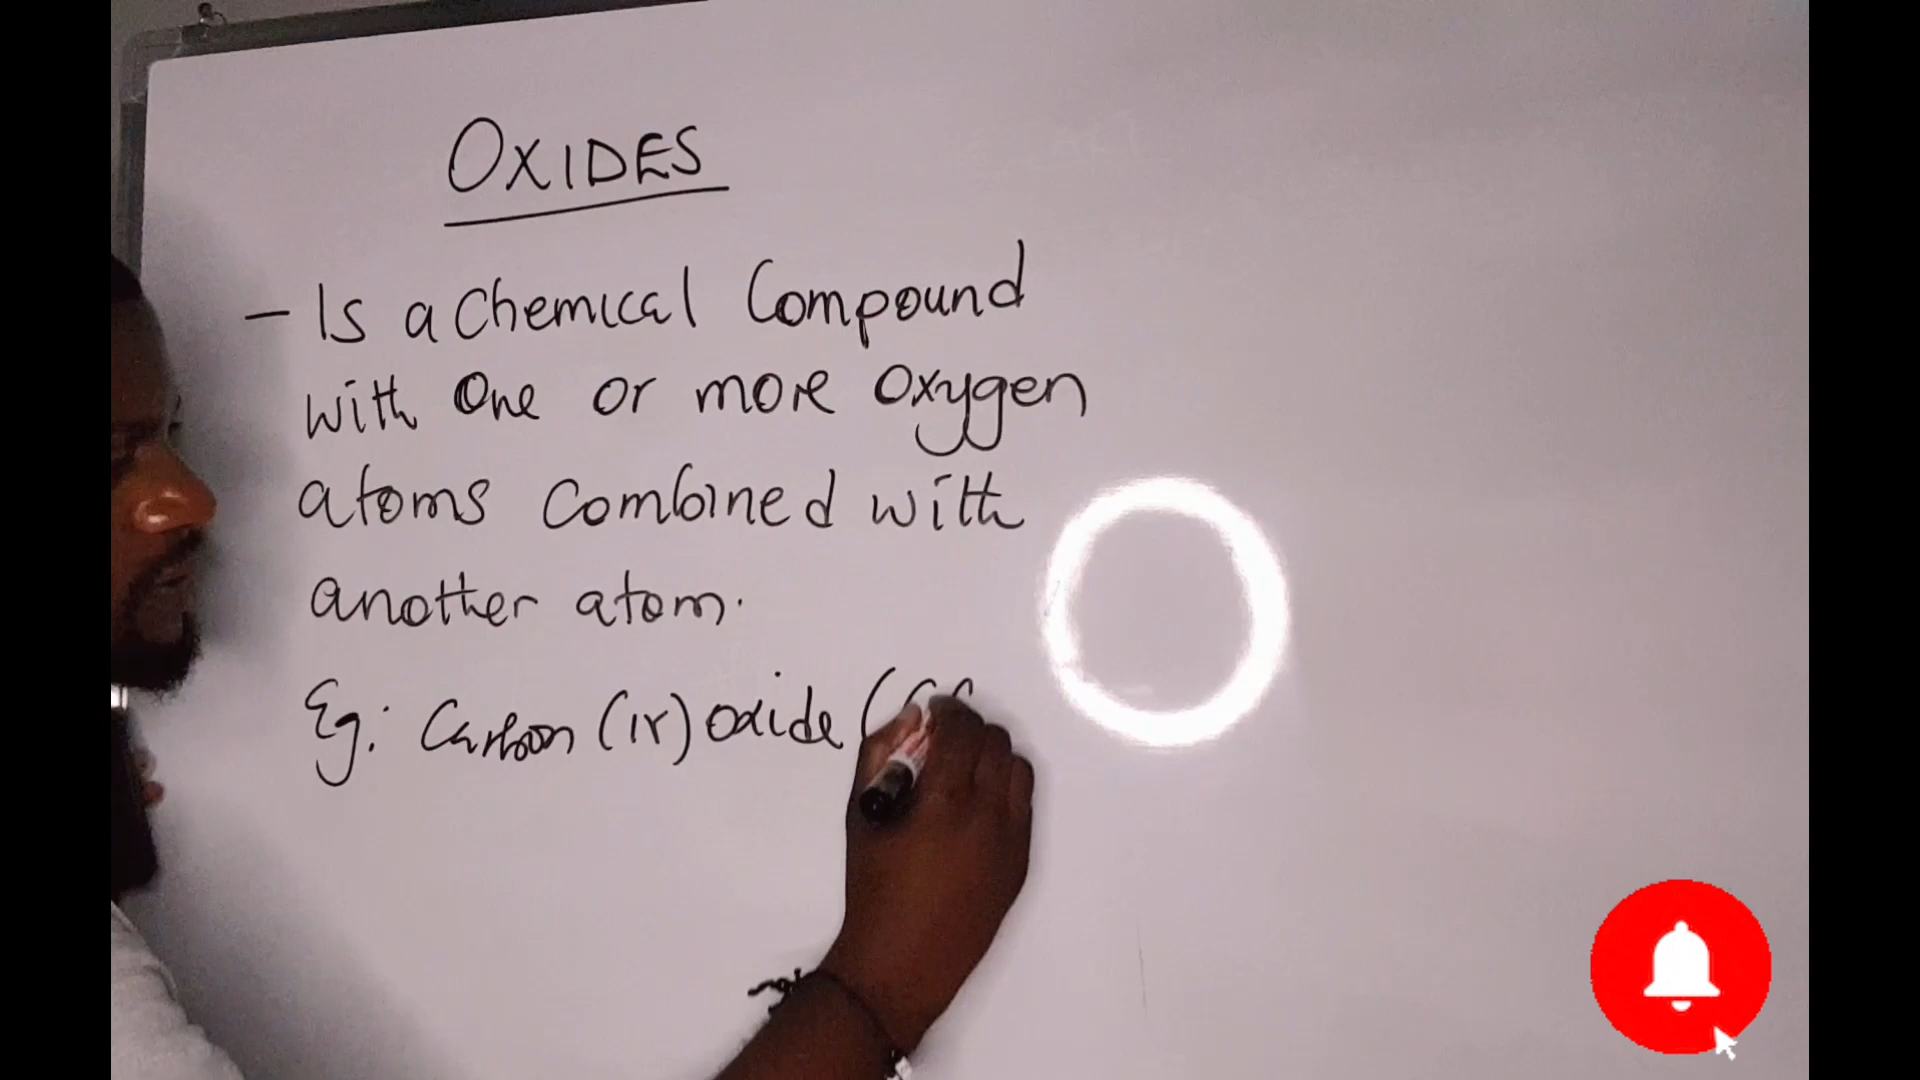 OXIDES
- Is a Chemical Compound
with One or more Oxygen
atoms combined with
another atom.
Eg: Carbon (IV) oxide (